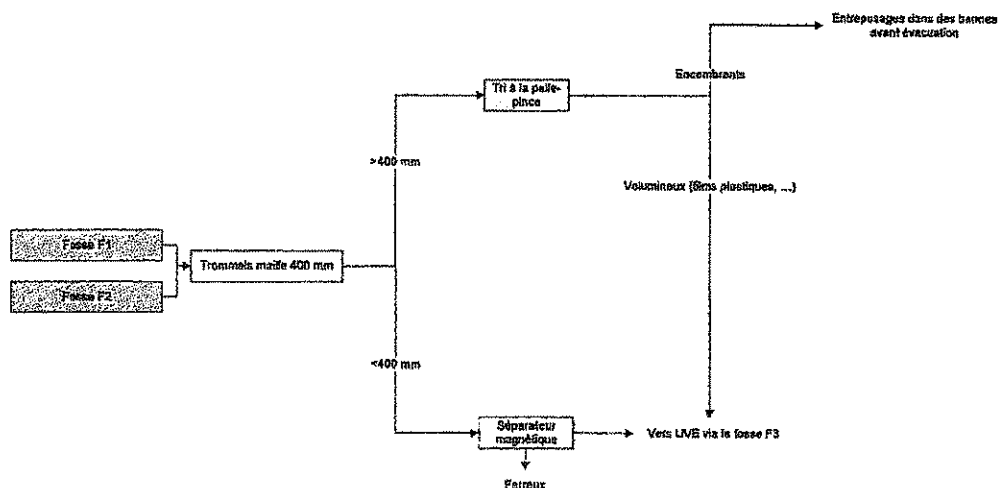 Entreposages dans des bennes
avant évacuation
Encombrants
Tri à la pelle-
pince
>400 mm
Volumineux (films plastiques, ...)
Fosse F1
Trommels maille 400 mm
Fosse F2
<400 mm
Séparateur
magnétique
Vers UVE via la fosse F3
Ferreux